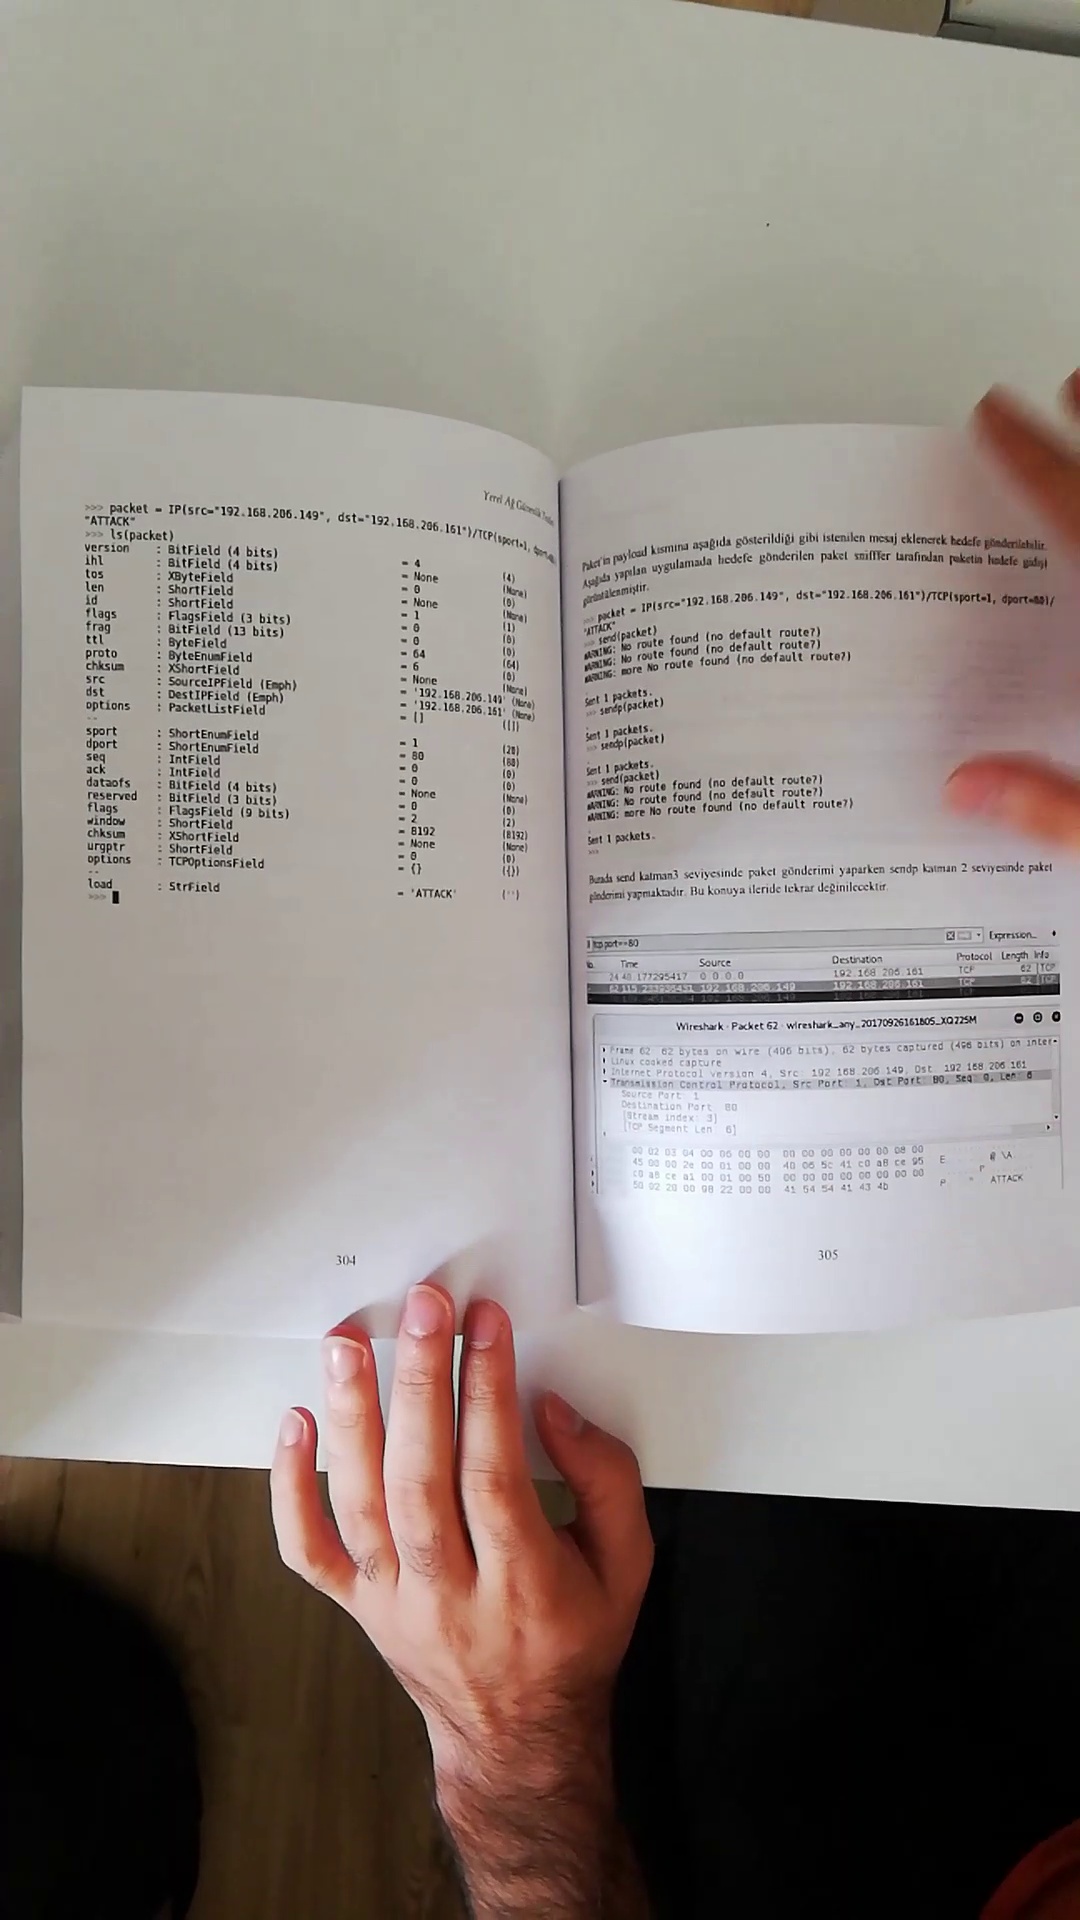 Yerel Ağ Güvenlik
>>> packet = IP(src="192.168.206.149", dst="192.168.206.161")/TCP(sport=1, dport=80)/
"ATTACK"
>>> ls(packet)
version : BitField (4 bits) = 4 (4)
ihl : BitField (4 bits) = None (None)
tos : XByteField = 0 (0)
len : ShortField = None (None)
id : ShortField = 1 (1)
flags : FlagsField (3 bits) = 0 (0)
frag : BitField (13 bits) = 0 (0)
ttl : ByteField = 64 (64)
proto : ByteEnumField = 6 (0)
chksum : XShortField = None (None)
src : SourceIPField (Emph) = '192.168.206.149' (None)
dst : DestIPField (Emph) = '192.168.206.161' (None)
options : PacketListField = [] ([])
--
sport : ShortEnumField = 1 (20)
dport : ShortEnumField = 80 (80)
seq : IntField = 0 (0)
ack : IntField = 0 (0)
dataofs : BitField (4 bits) = None (None)
reserved : BitField (3 bits) = 0 (0)
flags : FlagsField (9 bits) = 2 (2)
window : ShortField = 8192 (8192)
chksum : XShortField = None (None)
urgptr : ShortField = 0 (0)
options : TCPOptionsField = {} ({})
--
load : StrField = 'ATTACK' ('')
>>>
304
Paket'in payload kısmına aşağıda gösterildiği gibi istenilen mesaj eklenerek hedefe gönderilebilir.
Aşağıda yapılan uygulamada hedefe gönderilen paket snifffer tarafından paketin hedefe gidişi
görüntülenmiştir.
>>> packet = IP(src="192.168.206.149", dst="192.168.206.161")/TCP(sport=1, dport=80)/
"ATTACK"
>>> send(packet)
WARNING: No route found (no default route?)
WARNING: No route found (no default route?)
WARNING: more No route found (no default route?)
.
Sent 1 packets.
>>> sendp(packet)
.
Sent 1 packets.
>>> sendp(packet)
.
Sent 1 packets.
>>> send(packet)
WARNING: No route found (no default route?)
WARNING: No route found (no default route?)
WARNING: more No route found (no default route?)
.
Sent 1 packets.
>>>
Burada send katman3 seviyesinde paket gönderimi yaparken sendp katman 2 seviyesinde paket
gönderimi yapmaktadır. Bu konuya ileride tekrar değinilecektir.
tcp.port==80 Expression...
No. Time Source Destination Protocol Length Info
24 40.177295417 0.0.0.0 192.168.206.161 TCP 62 [TCP
62 115.233936431 192.168.206.149 192.168.206.161 TCP 62 [TCP
Wireshark · Packet 62 · wireshark_any_20170926161805_XQ7Z5M
Frame 62: 62 bytes on wire (496 bits), 62 bytes captured (496 bits) on inter
Linux cooked capture
Internet Protocol Version 4, Src: 192.168.206.149, Dst: 192.168.206.161
Transmission Control Protocol, Src Port: 1, Dst Port: 80, Seq: 0, Len: 6
Source Port: 1
Destination Port: 80
[Stream index: 3]
[TCP Segment Len: 6]
00 02 03 04 00 06 00 00 00 00 00 00 00 00 08 00
45 00 00 2e 00 01 00 00 40 06 5c 41 c0 a8 ce 95 E @ \A
c0 a8 ce a1 00 01 00 50 00 00 00 00 00 00 00 00 P
50 02 20 00 98 22 00 00 41 54 54 41 43 4b P " ATTACK
305